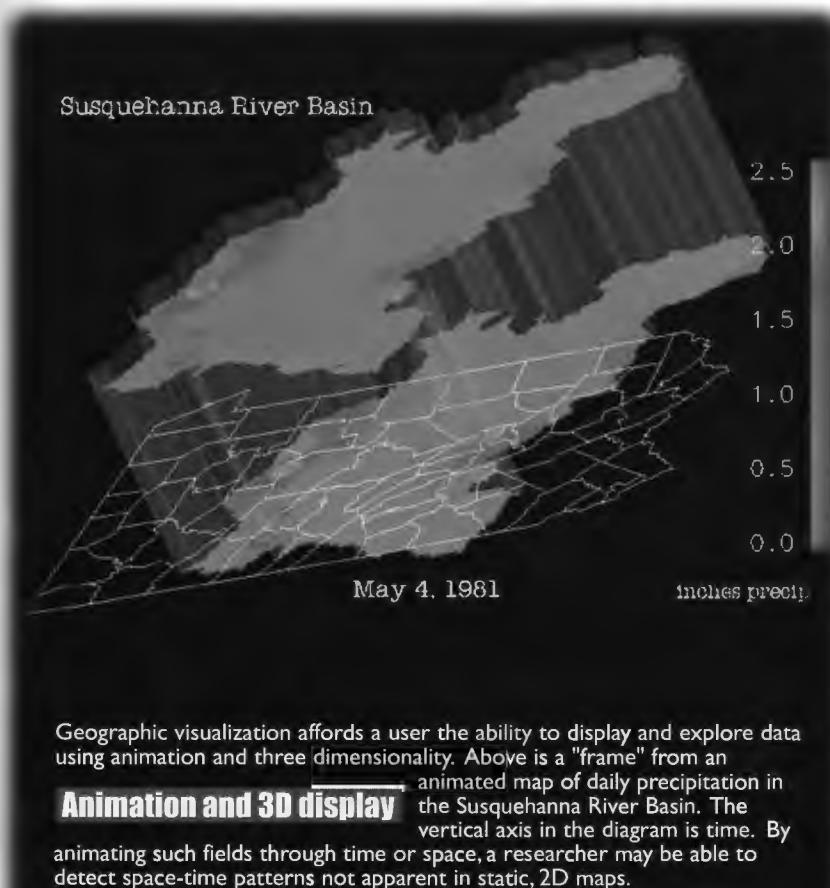 Susquehanna River Basin
2.5
2.0
1.5
1.0
0.5
0.0
May 4, 1981
inches precip.
Geographic visualization affords a user the ability to display and explore data
using animation and three dimensionality. Above is a "frame" from an
animated map of daily precipitation in
Animation and 3D display
the Susquehanna River Basin. The
vertical axis in the diagram is time. By
animating such fields through time or space, a researcher may be able to
detect space-time patterns not apparent in static, 2D maps.